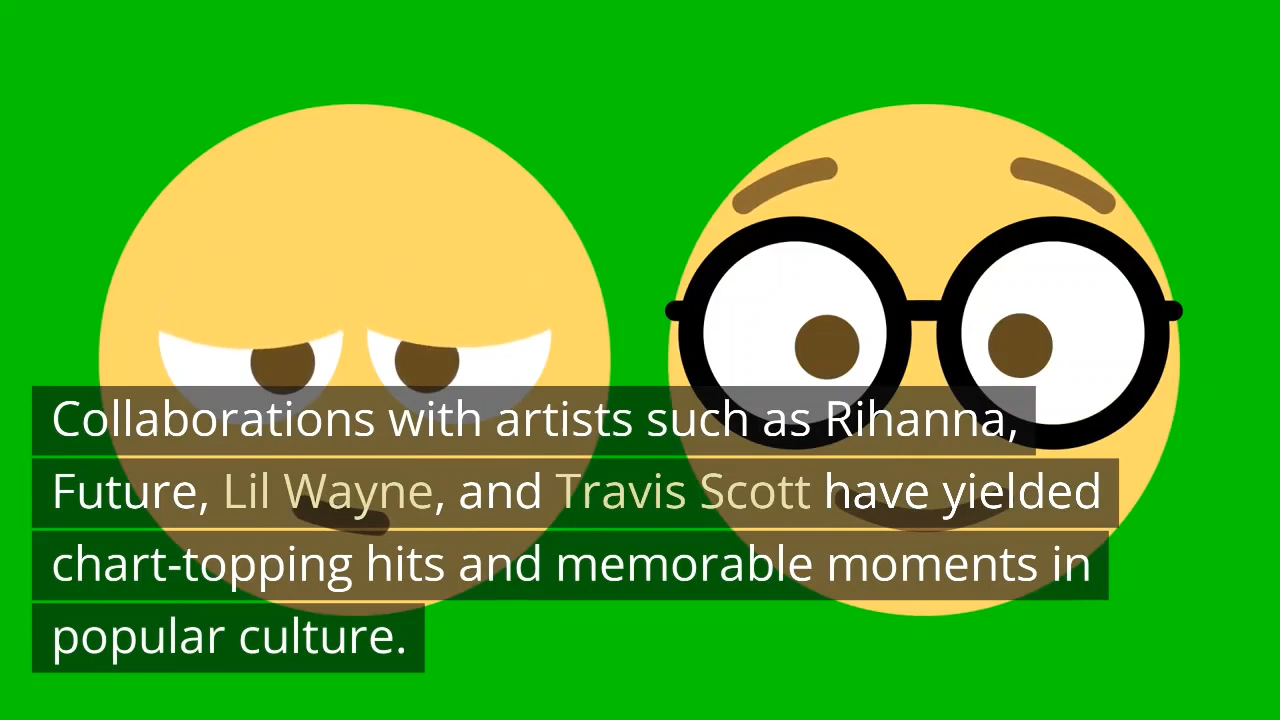 Collaborations with artists such as Rihanna,
Future, Lil Wayne, and Travis Scott have yielded
chart-topping hits and memorable moments in
popular culture.